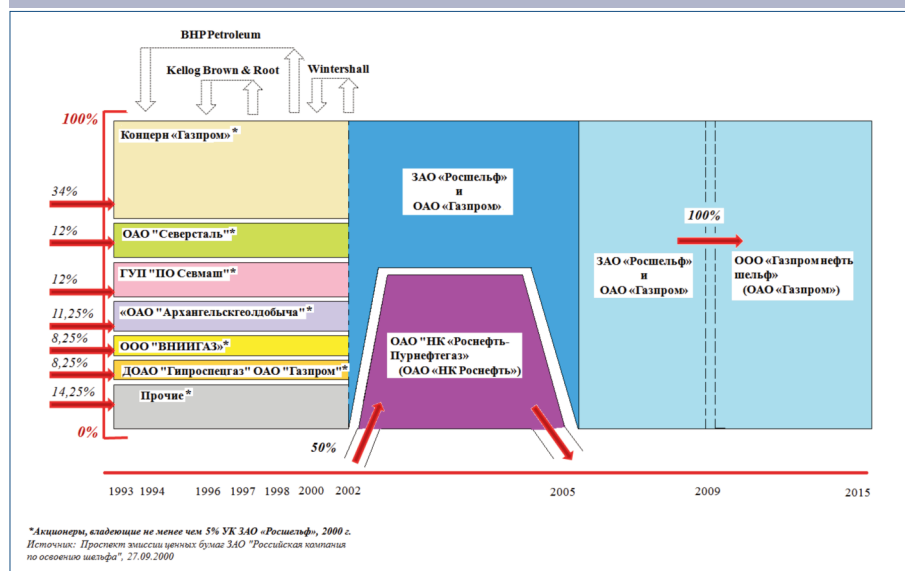 BHP Petroleum
Kellog Brown & Root
Wintershall
100%
Концерн «Газпром»*
34%
12%
ОАО "Северсталь"*
12%
ГУП "ПО Севмаш"*
11,25%
«ОАО "Архангельскгеолдобыча"*
8,25%
ООО "ВНИИГАЗ»*
8,25%
ДОАО "Гипроспецгаз" ОАО "Газпром"*
14,25%
Прочие*
0%
ЗАО «Росшельф»
и
ОАО «Газпром»
ОАО "НК «Роснефть-
Пурнефтегаз»
(ОАО «НК Роснефть»)
50%
100%
ЗАО «Росшельф»
и
ОАО «Газпром»
ООО «Газпром нефть
шельф»
(ОАО «Газпром»)
1993 1994 1996 1997 1998 2000 2002 2005 2009 2015
*Акционеры, владеющие не менее чем 5% УК ЗАО «Росшельф», 2000 г.
Источник: Проспект эмиссии ценных бумаг ЗАО "Российская компания
по освоению шельфа", 27.09.2000